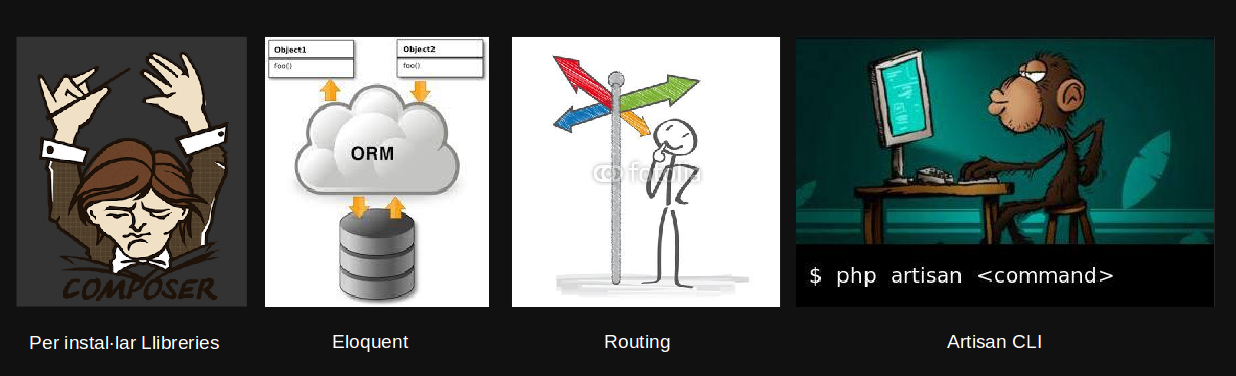 COMPOSER
Object1
foo()
Object2
foo()
ORM
fotolia
$ php artisan <command>
Per instal·lar Llibreries
Eloquent
Routing
Artisan CLI